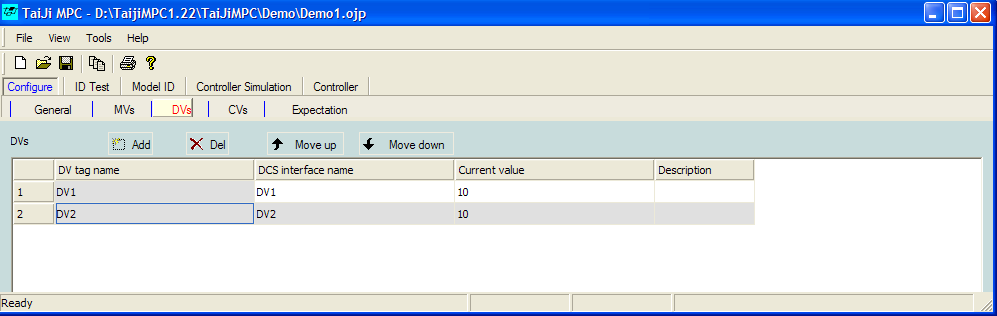 TaiJi MPC - D:\TaijiMPC1.22\TaiJiMPC\Demo\Demo1.ojp
File View Tools Help
Configure ID Test Model ID Controller Simulation Controller
General MVs DVs CVs Expectation
DVs Add Del Move up Move down
DV tag name DCS interface name Current value Description
1 DV1 DV1 10
2 DV2 DV2 10
Ready